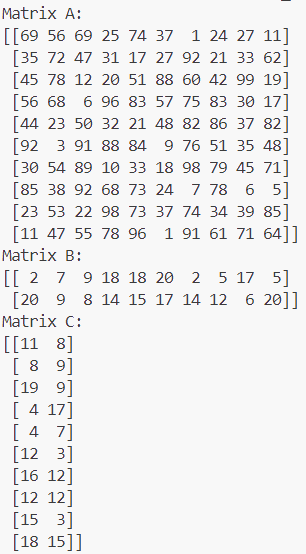 Matrix A:
[[69 56 69 25 74 37  1 24 27 11]
 [35 72 47 31 17 27 92 21 33 62]
 [45 78 12 20 51 88 60 42 99 19]
 [56 68  6 96 83 57 75 83 30 17]
 [44 23 50 32 21 48 82 86 37 82]
 [92  3 91 88 84  9 76 51 35 48]
 [30 54 89 10 33 18 98 79 45 71]
 [85 38 92 68 73 24  7 78  6  5]
 [23 53 22 98 73 37 74 34 39 85]
 [11 47 55 78 96  1 91 61 71 64]]
Matrix B:
[[ 2  7  9 18 18 20  2  5 17  5]
 [20  9  8 14 15 17 14 12  6 20]]
Matrix C:
[[11  8]
 [ 8  9]
 [19  9]
 [ 4 17]
 [ 4  7]
 [12  3]
 [16 12]
 [12 12]
 [15  3]
 [18 15]]